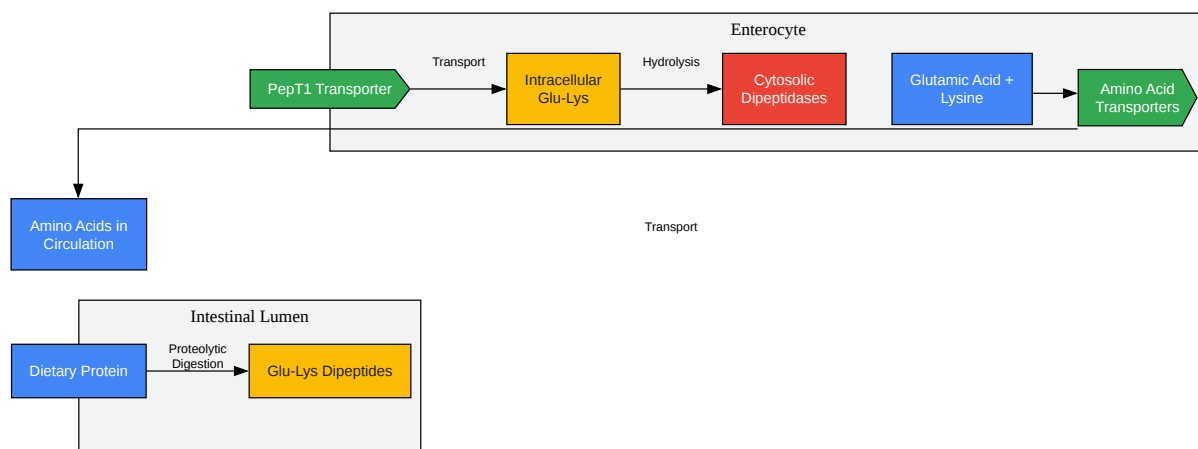 Enterocyte
PepT1 Transporter
Transport
Intracellular
Glu-Lys
Hydrolysis
Cytosolic
Dipeptidases
Glutamic Acid +
Lysine
Amino Acid
Transporters
Amino Acids in
Circulation
Transport
Intestinal Lumen
Dietary Protein
Proteolytic
Digestion
Glu-Lys Dipeptides